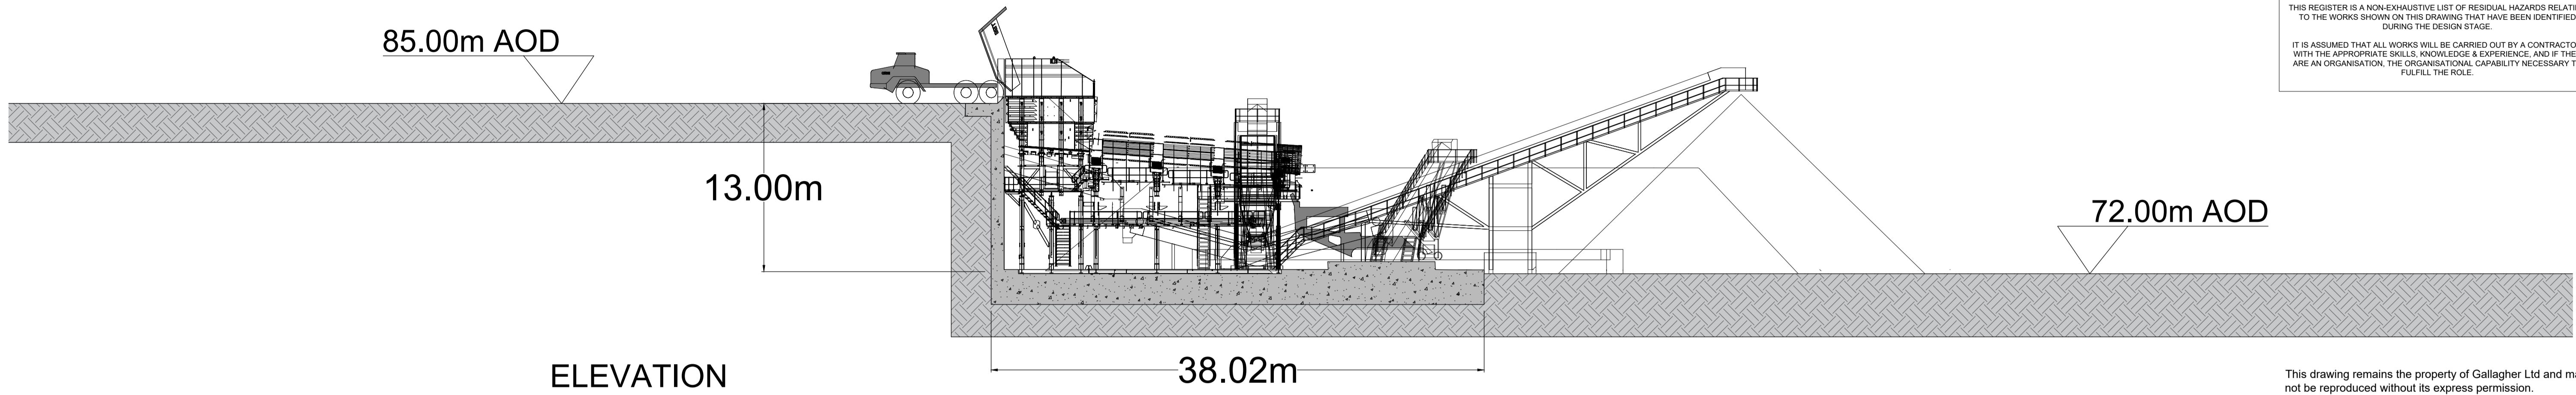 THIS REGISTER IS A NON-EXHAUSTIVE LIST OF RESIDUAL HAZARDS
TO THE WORKS SHOWN ON THIS DRAWING THAT HAVE BEEN IDENTIFIED
DURING THE DESIGN STAGE.
IT IS ASSUMED THAT ALL WORKS WILL BE CARRIED OUT BY A
WITH THE APPROPRIATE SKILLS, KNOWLEDGE & EXPERIENCE, AND IF
ARE AN ORGANISATION, THE ORGANISATIONAL CAPABILITY NECESSARY
FULFILL THE ROLE.
85.00m AOD
13.00m
72.00m AOD
38.02m
ELEVATION
This drawing remains the property of Gallagher Ltd and
not be reproduced without its express permission.